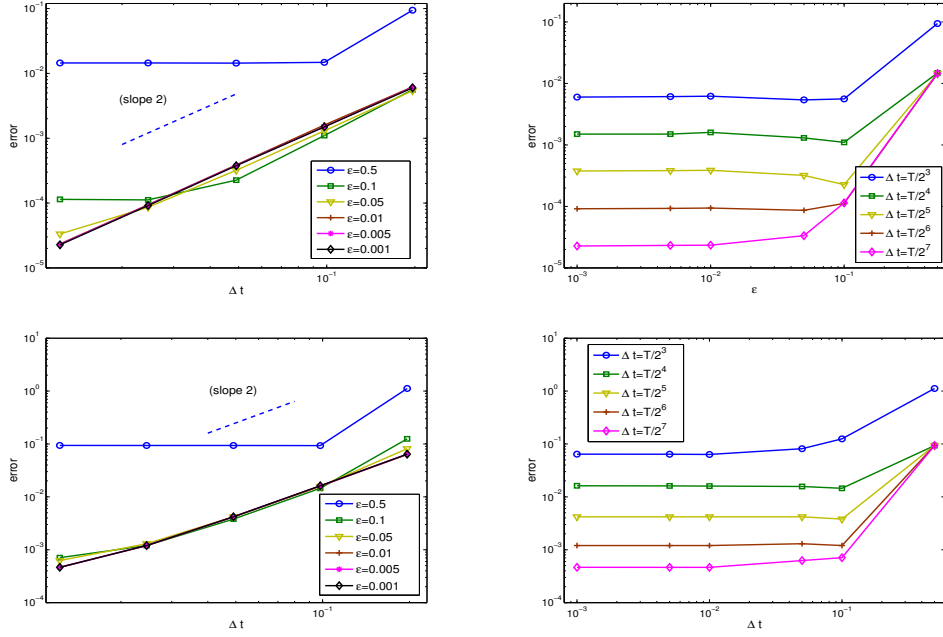 10^-1
10^-2
10^-3
10^-4
10^-5
error
(slope 2)
ε=0.5
ε=0.1
ε=0.05
ε=0.01
ε=0.005
ε=0.001
10^-1
Δ t
10^-1
10^-2
10^-3
10^-4
10^-5
error
Δ t=T/2^3
Δ t=T/2^4
Δ t=T/2^5
Δ t=T/2^6
Δ t=T/2^7
10^-3
10^-2
10^-1
ε
10^1
10^0
10^-1
10^-2
10^-3
10^-4
error
(slope 2)
ε=0.5
ε=0.1
ε=0.05
ε=0.01
ε=0.005
ε=0.001
10^-1
Δ t
10^1
10^0
10^-1
10^-2
10^-3
10^-4
error
Δ t=T/2^3
Δ t=T/2^4
Δ t=T/2^5
Δ t=T/2^6
Δ t=T/2^7
10^-3
10^-2
10^-1
ε